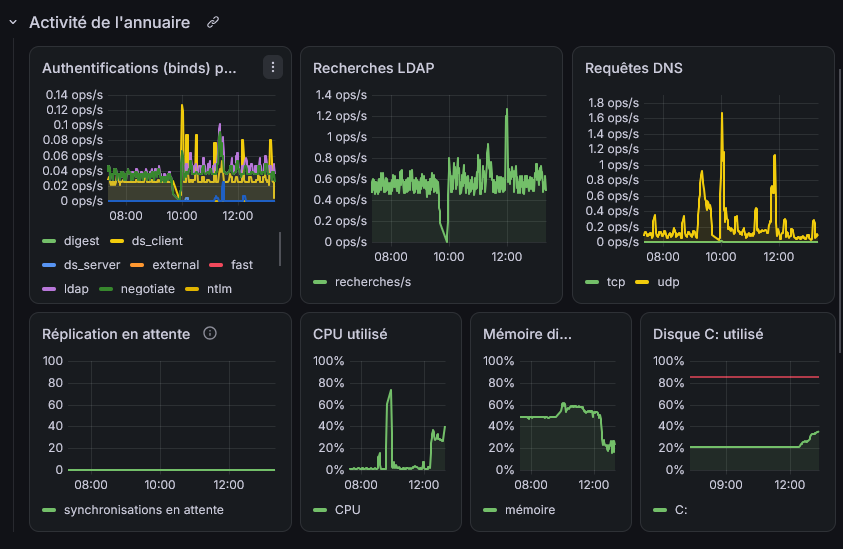 Activité de l'annuaire
Authentifications (binds) p...
0.14 ops/s
0.12 ops/s
0.1 ops/s
0.08 ops/s
0.06 ops/s
0.04 ops/s
0.02 ops/s
0 ops/s
08:00 10:00 12:00
digest ds_client
ds_server external fast
ldap negotiate ntlm
Recherches LDAP
1.4 ops/s
1.2 ops/s
1 ops/s
0.8 ops/s
0.6 ops/s
0.4 ops/s
0.2 ops/s
0 ops/s
08:00 10:00 12:00
recherches/s
Requêtes DNS
1.8 ops/s
1.6 ops/s
1.4 ops/s
1.2 ops/s
1 ops/s
0.8 ops/s
0.6 ops/s
0.4 ops/s
0.2 ops/s
0 ops/s
08:00 10:00 12:00
tcp udp
Réplication en attente
100
80
60
40
20
0
08:00 10:00 12:00
synchronisations en attente
CPU utilisé
100%
80%
60%
40%
20%
0%
08:00 12:00
CPU
Mémoire di...
100%
80%
60%
40%
20%
0%
08:00 12:00
mémoire
Disque C: utilisé
100%
80%
60%
40%
20%
0%
09:00 12:00
C: